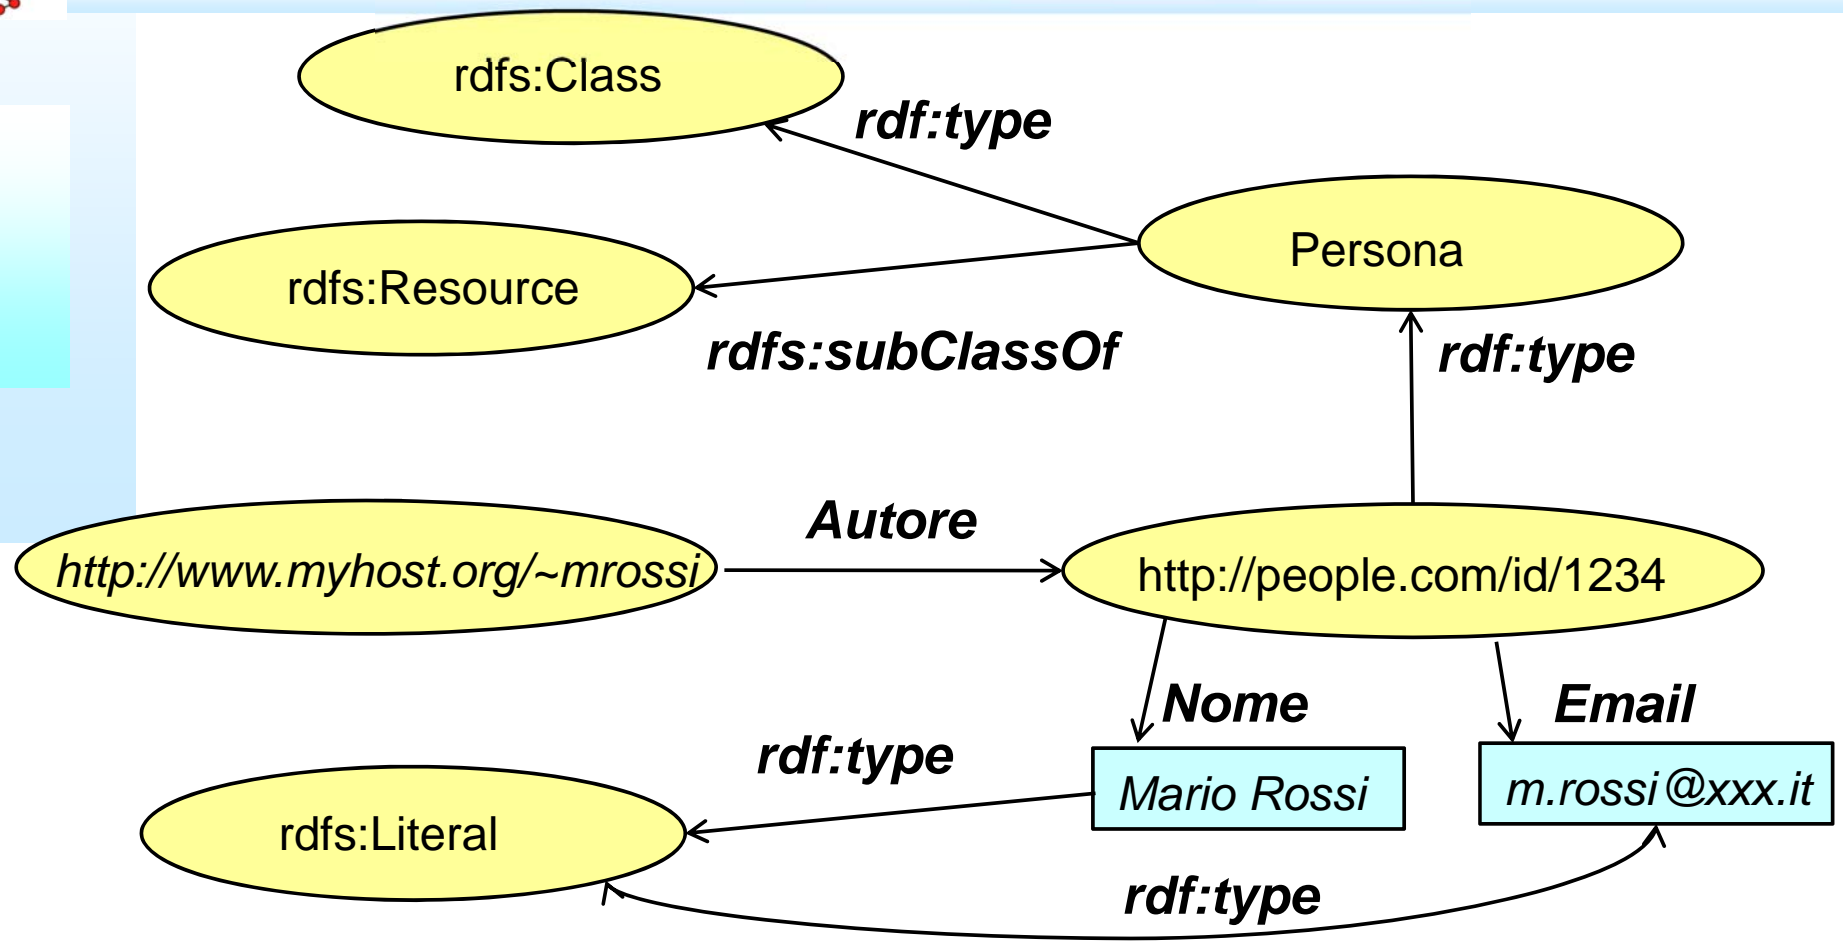 rdfs:Class
rdf:type
Persona
rdfs:Resource
rdfs:subClassOf
rdf:type
Autore
http://www.myhost.org/~mrossi
http://people.com/id/1234
Nome
Email
rdf:type
Mario Rossi
m.rossi@xxx.it
rdfs:Literal
rdf:type